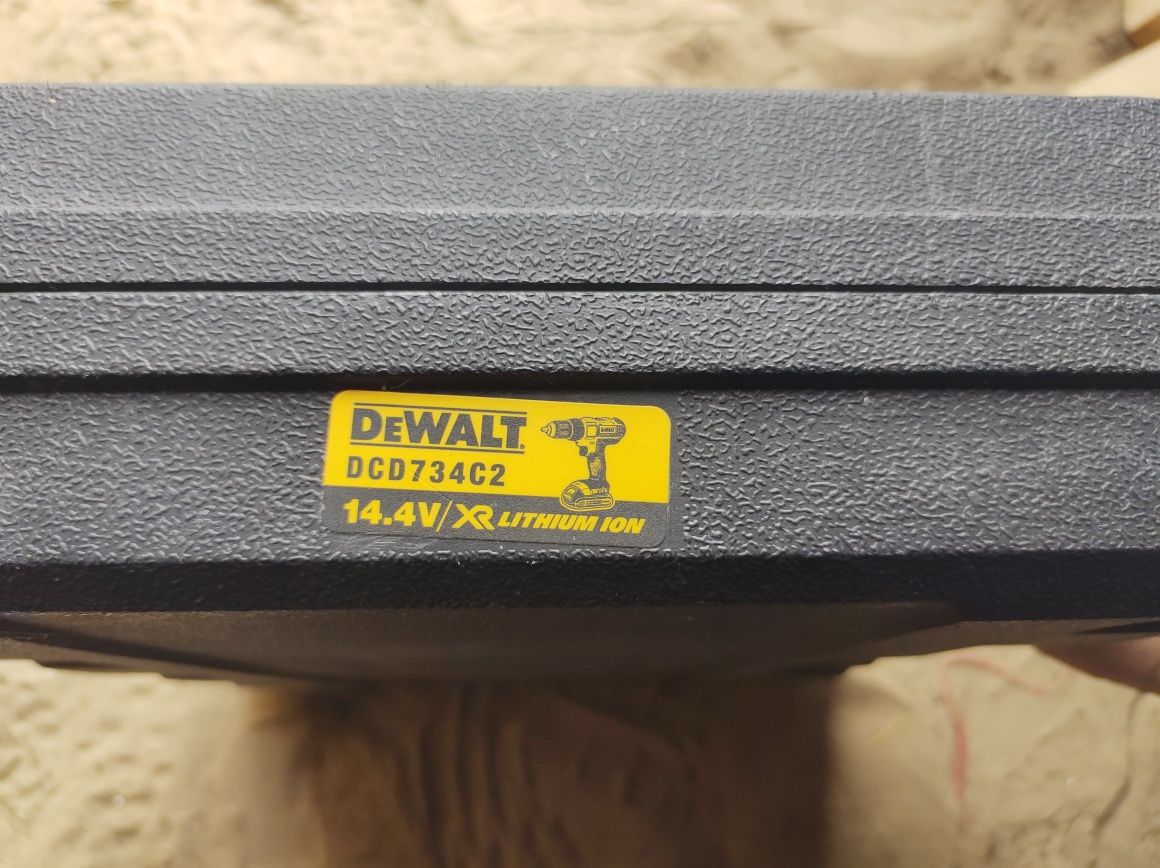 DEWALT
DCD734C2
14.4V/XR LITHIUM ION